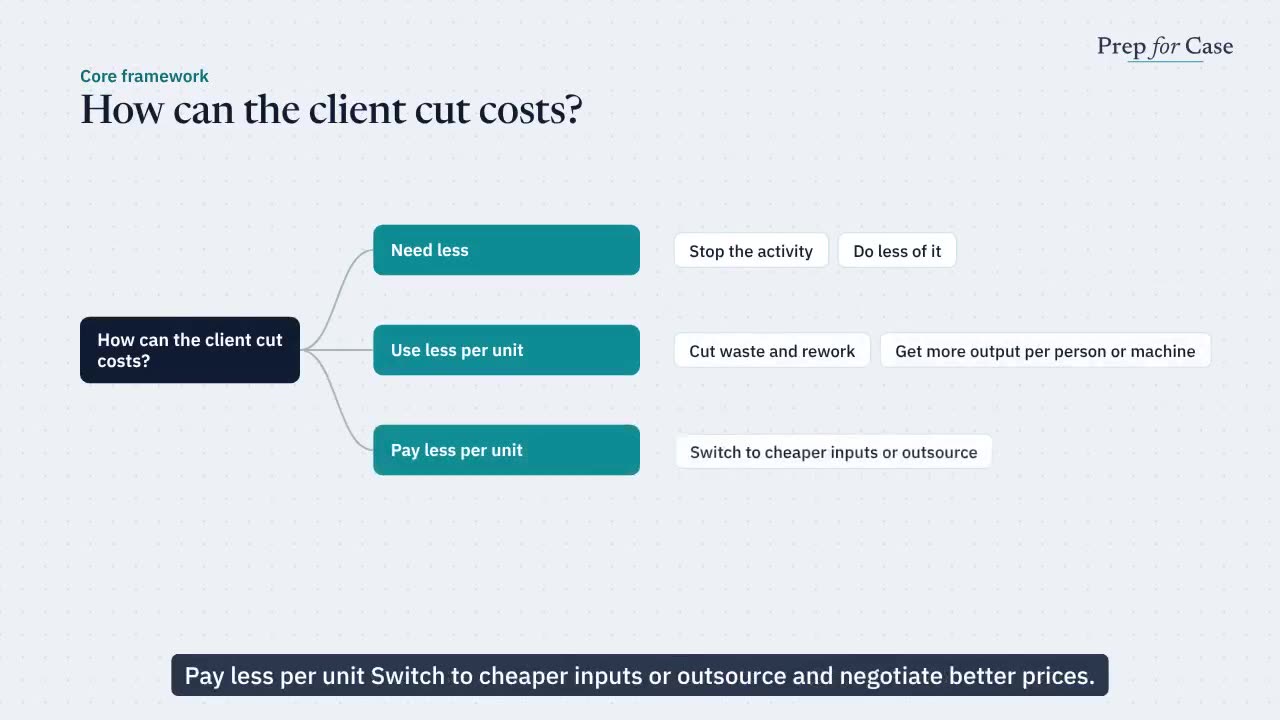 Prep for Case
Core framework
How can the client cut costs?
Need less
Stop the activity
Do less of it
How can the client cut
costs?
Use less per unit
Cut waste and rework
Get more output per person or machine
Pay less per unit
Switch to cheaper inputs or outsource
Pay less per unit Switch to cheaper inputs or outsource and negotiate better prices.